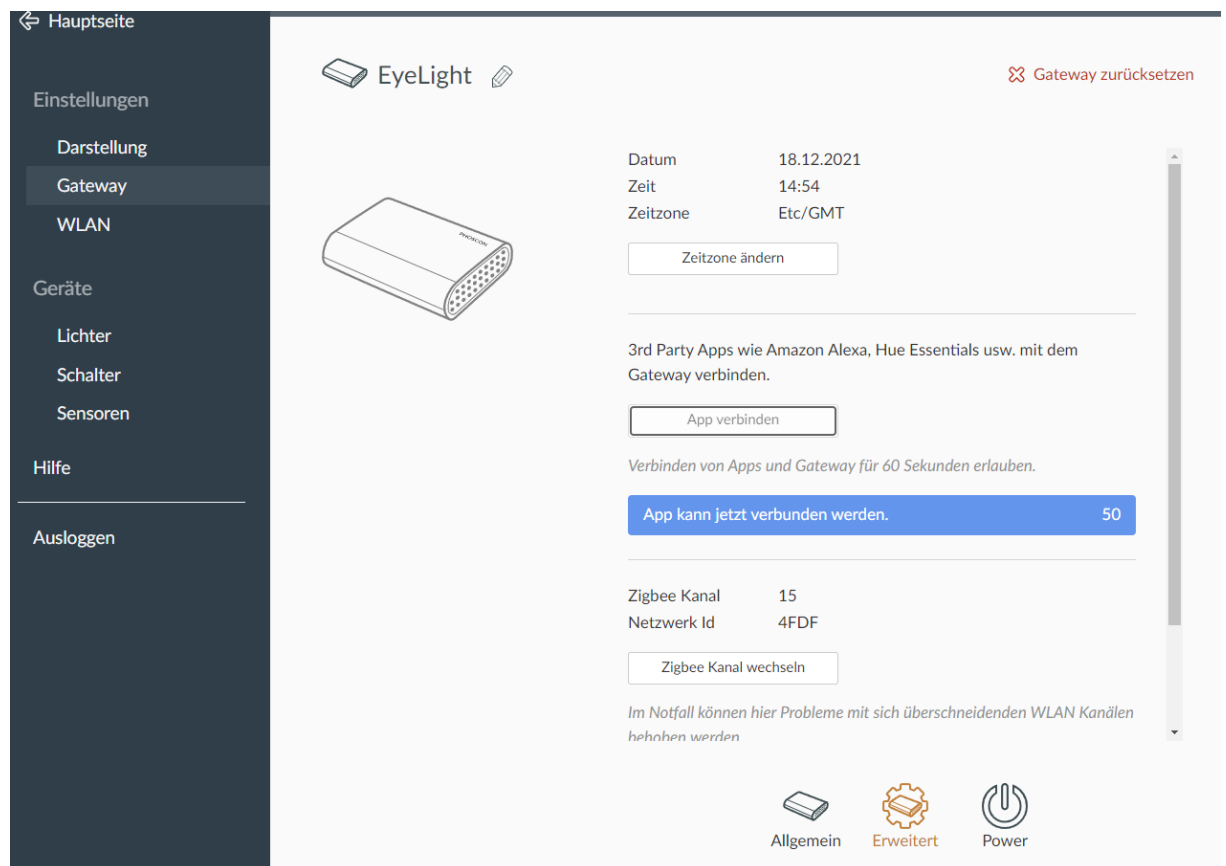 Hauptseite
Einstellungen
Darstellung
Gateway
WLAN
Geräte
Lichter
Schalter
Sensoren
Hilfe
Ausloggen
EyeLight
Gateway zurücksetzen
PHOSCON
Datum 18.12.2021
Zeit 14:54
Zeitzone Etc/GMT
Zeitzone ändern
3rd Party Apps wie Amazon Alexa, Hue Essentials usw. mit dem
Gateway verbinden.
App verbinden
Verbinden von Apps und Gateway für 60 Sekunden erlauben.
App kann jetzt verbunden werden. 50
Zigbee Kanal 15
Netzwerk Id 4FDF
Zigbee Kanal wechseln
Im Notfall können hier Probleme mit sich überschneidenden WLAN Kanälen
behoben werden
Allgemein Erweitert Power